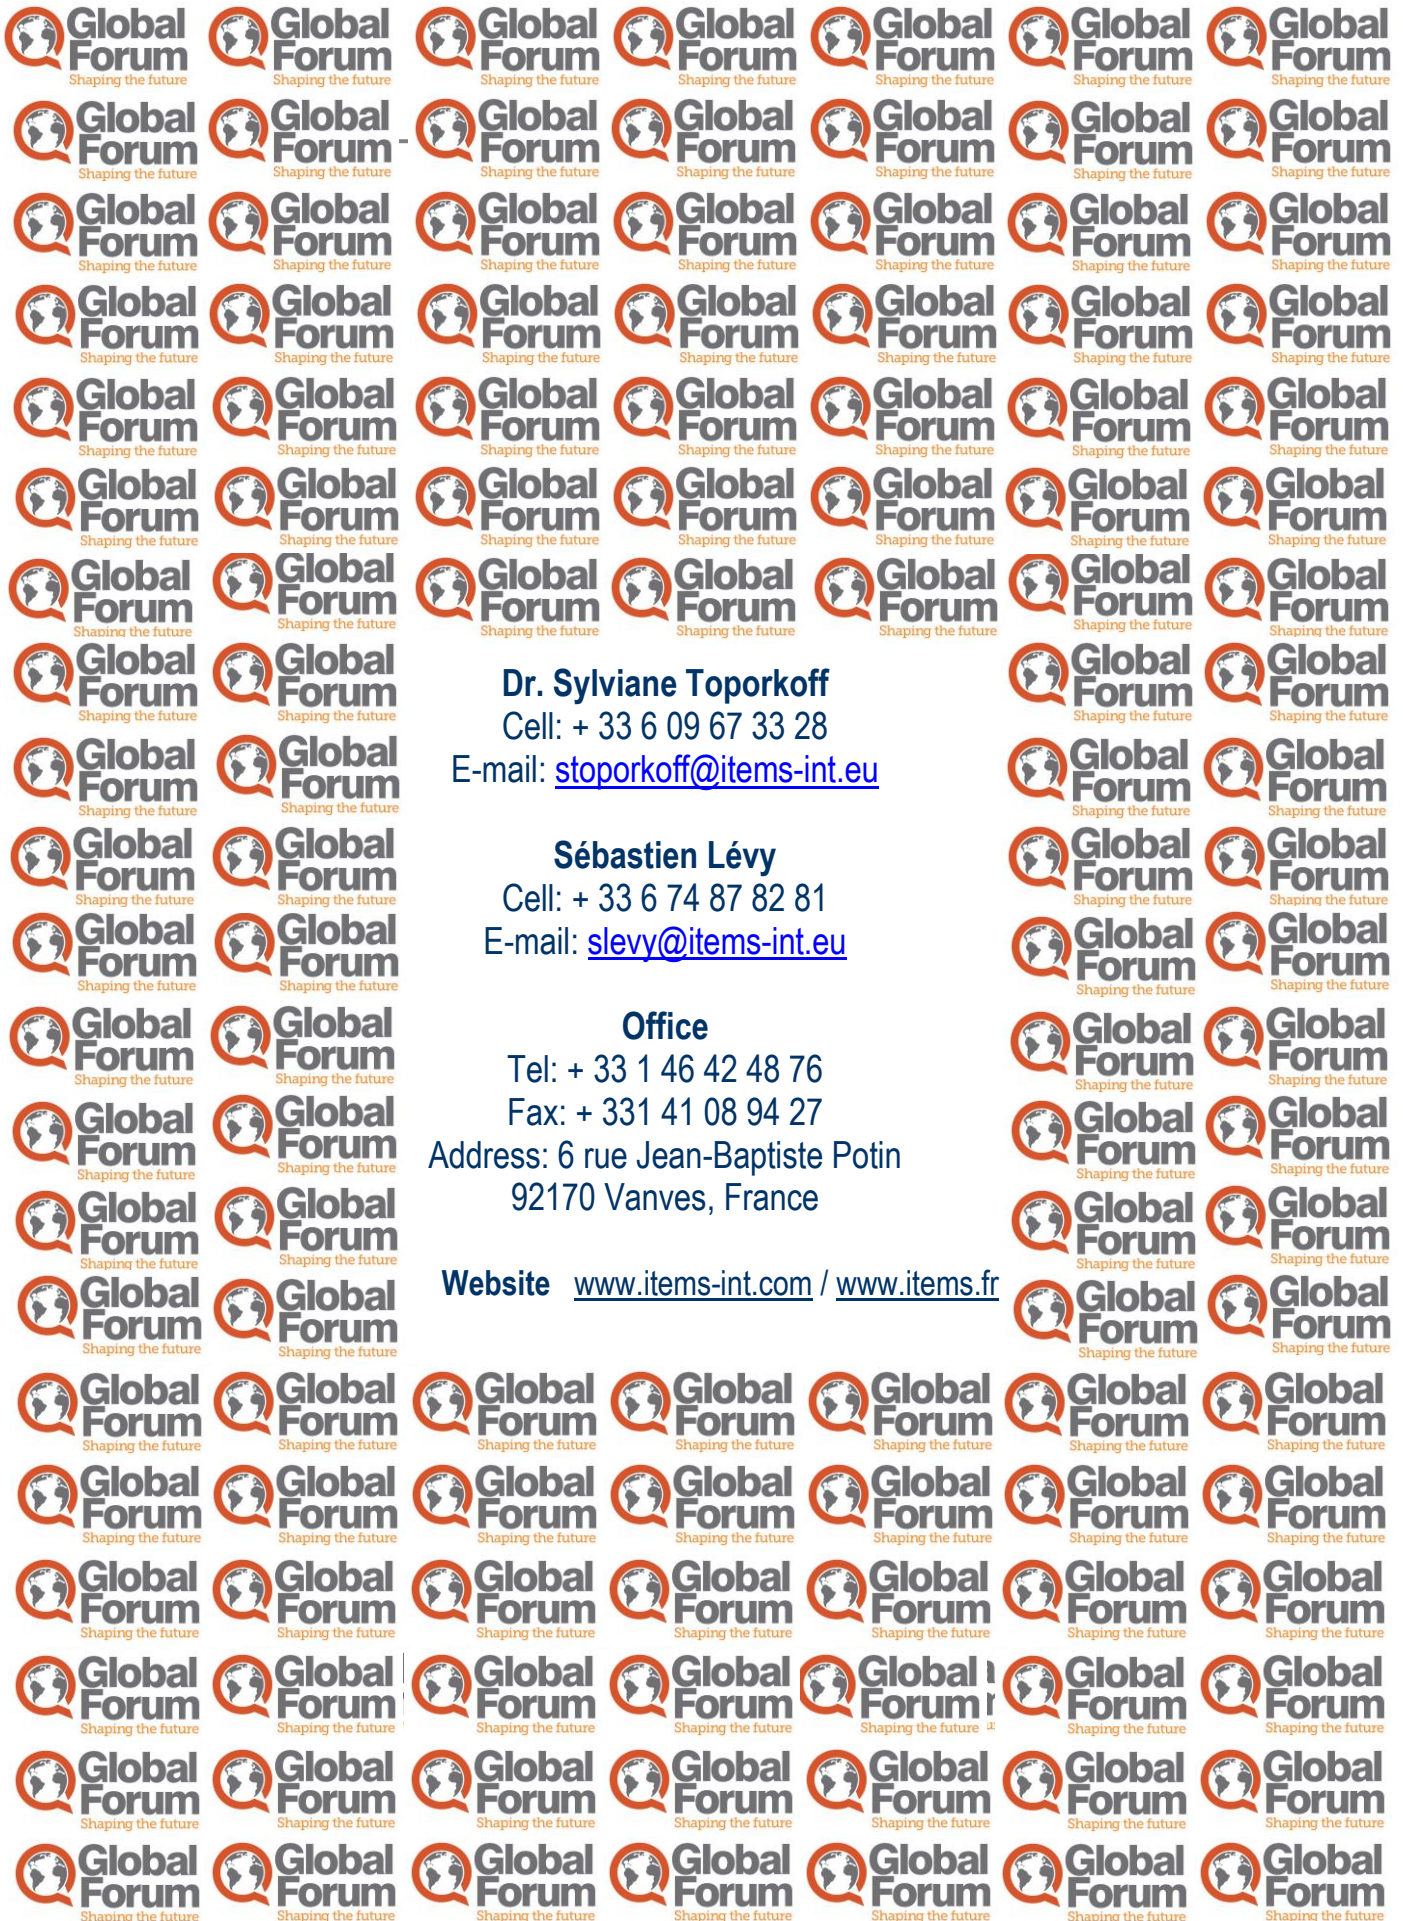 Global Forum
Shaping the future
Dr. Sylviane Toporkoff
Cell: + 33 6 09 67 33 28
E-mail: stoporkoff@items-int.eu
Sébastien Lévy
Cell: + 33 6 74 87 82 81
E-mail: slevy@items-int.eu
Office
Tel: + 33 1 46 42 48 76
Fax: + 331 41 08 94 27
Address: 6 rue Jean-Baptiste Potin
92170 Vanves, France
Website www.items-int.com / www.items.fr